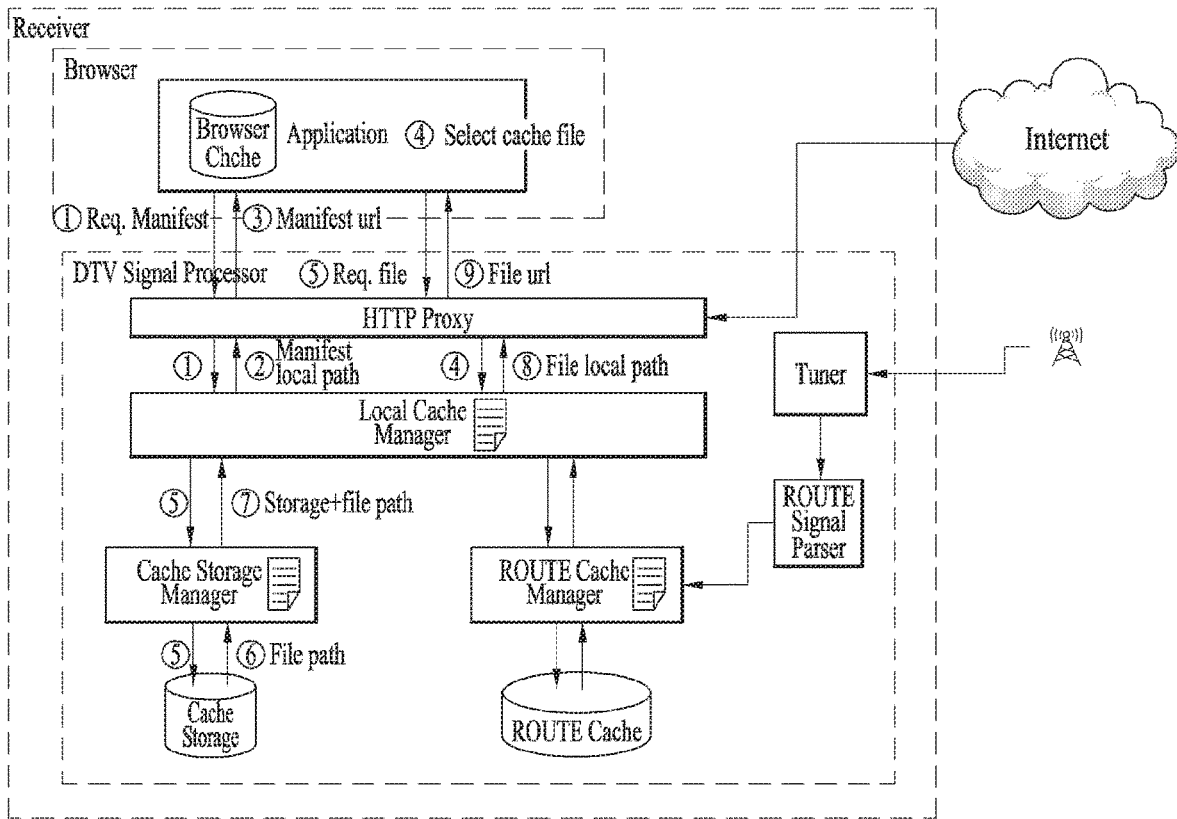 Receiver
Browser
Browser
Chche
Application
④ Select cache file
Internet
① Req. Manifest
③ Manifest url
DTV Signal Processor
⑤ Req. file
⑨ File url
HTTP Proxy
①
② Manifest
local path
④
⑧ File local path
Tuner
Local Cache
Manager
⑤
⑦ Storage+file path
ROUTE
Signal
Parser
Cache Storage
Manager
ROUTE Cache
Manager
⑤
⑥ File path
Cache
Storage
ROUTE Cache